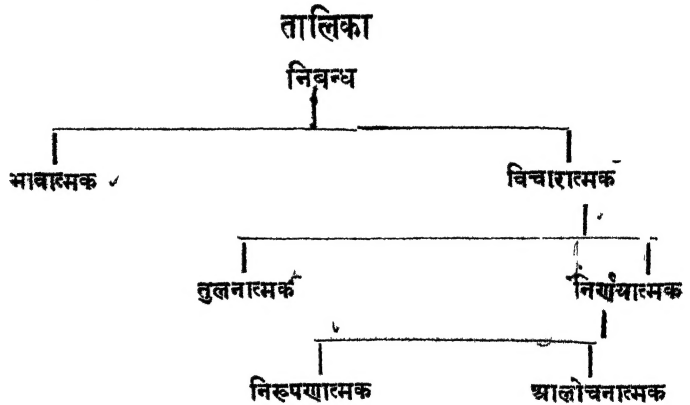 तालिका
निबन्ध
भावात्मक विचारात्मक
तुलनात्मक निर्णयात्मक
निरुपणात्मक आलोचनात्मक